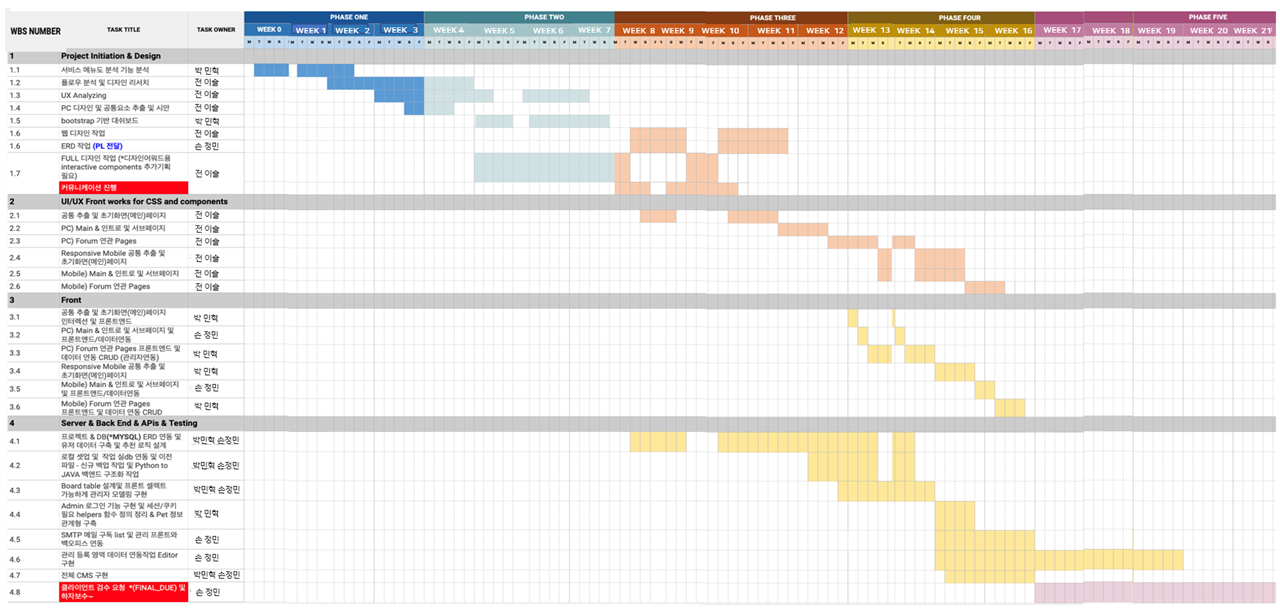 PHASE ONE PHASE TWO PHASE THREE PHASE FOUR PHASE FIVE
WBS NUMBER TASK TITLE TASK OWNER
WEEK 0 WEEK 1 WEEK 2 WEEK 3 WEEK 4 WEEK 5 WEEK 6 WEEK 7 WEEK 8 WEEK 9 WEEK 10 WEEK 11 WEEK 12 WEEK 13 WEEK 14 WEEK 15 WEEK 16 WEEK 17 WEEK 18 WEEK 19 WEEK 20 WEEK 21
1 Project Initiation & Design
1.1 서비스 메뉴도 분석 기능 분석 박 민혁
1.2 플로우 분석 및 디자인 리서치 전 이슬
1.3 UX Analyzing 전 이슬
1.4 PC 디자인 및 공통요소 추출 및 시안 전 이슬
1.5 bootstrap 기반 대쉬보드 박 민혁
1.6 웹 디자인 작업 전 이슬
1.6 ERD 작업 (PL 전달) 손 정민
1.7 FULL 디자인 작업 (*디자인어워드용
interactive components 추가기획
필요) 전 이슬
커뮤니케이션 진행
2 UI/UX Front works for CSS and components
2.1 공통 추출 및 초기화면(메인)페이지 전 이슬
2.2 PC) Main & 인트로 및 서브페이지 전 이슬
2.3 PC) Forum 연관 Pages 전 이슬
2.4 Responsive Mobile 공통 추출 및
초기화면(메인)페이지 전 이슬
2.5 Mobile) Main & 인트로 및 서브페이지 전 이슬
2.6 Mobile) Forum 연관 Pages 전 이슬
3 Front
3.1 공통 추출 및 초기화면(메인)페이지
인터렉션 및 프론트앤드 박 민혁
3.2 PC) Main & 인트로 및 서브페이지 및
프론트앤드/데이터연동 손 정민
3.3 PC) Forum 연관 Pages 프론트앤드 및
데이터 연동 CRUD (관리자연동) 박 민혁
3.4 Responsive Mobile 공통 추출 및
초기화면(메인)페이지 박 민혁
3.5 Mobile) Main & 인트로 및 서브페이지
및 프론트앤드/데이터연동 손 정민
3.6 Mobile) Forum 연관 Pages
프론트앤드 및 데이터 연동 CRUD 박 민혁
4 Server & Back End & APIs & Testing
4.1 프로젝트 & DB(*MYSQL) ERD 연동 및
유저 데이터 구축 및 추천 로직 설계 박민혁 손정민
4.2 로컬 셋업 및 작업 실db 연동 및 이전
파일 - 신규 백업 작업 및 Python to
JAVA 백앤드 구조화 작업 박민혁 손정민
4.3 Board table 설계및 프론트 셀렉트
가능하게 관리자 모델링 구현 박민혁 손정민
4.4 Admin 로그인 기능 구현 및 세션/쿠키
필요 helpers 함수 정의 정리 & Pet 정보
관계형 구축 박 민혁
4.5 SMTP 메일 구독 list 및 관리 프론트와
백오피스 연동 손 정민
4.6 관리 등록 영역 데이터 연동작업 Editor
구현 손 정민
4.7 전체 CMS 구현 박민혁 손정민
4.8 클라이언트 검수 요청 *(FINAL_DUE) 및
하자보수~ 손 정민